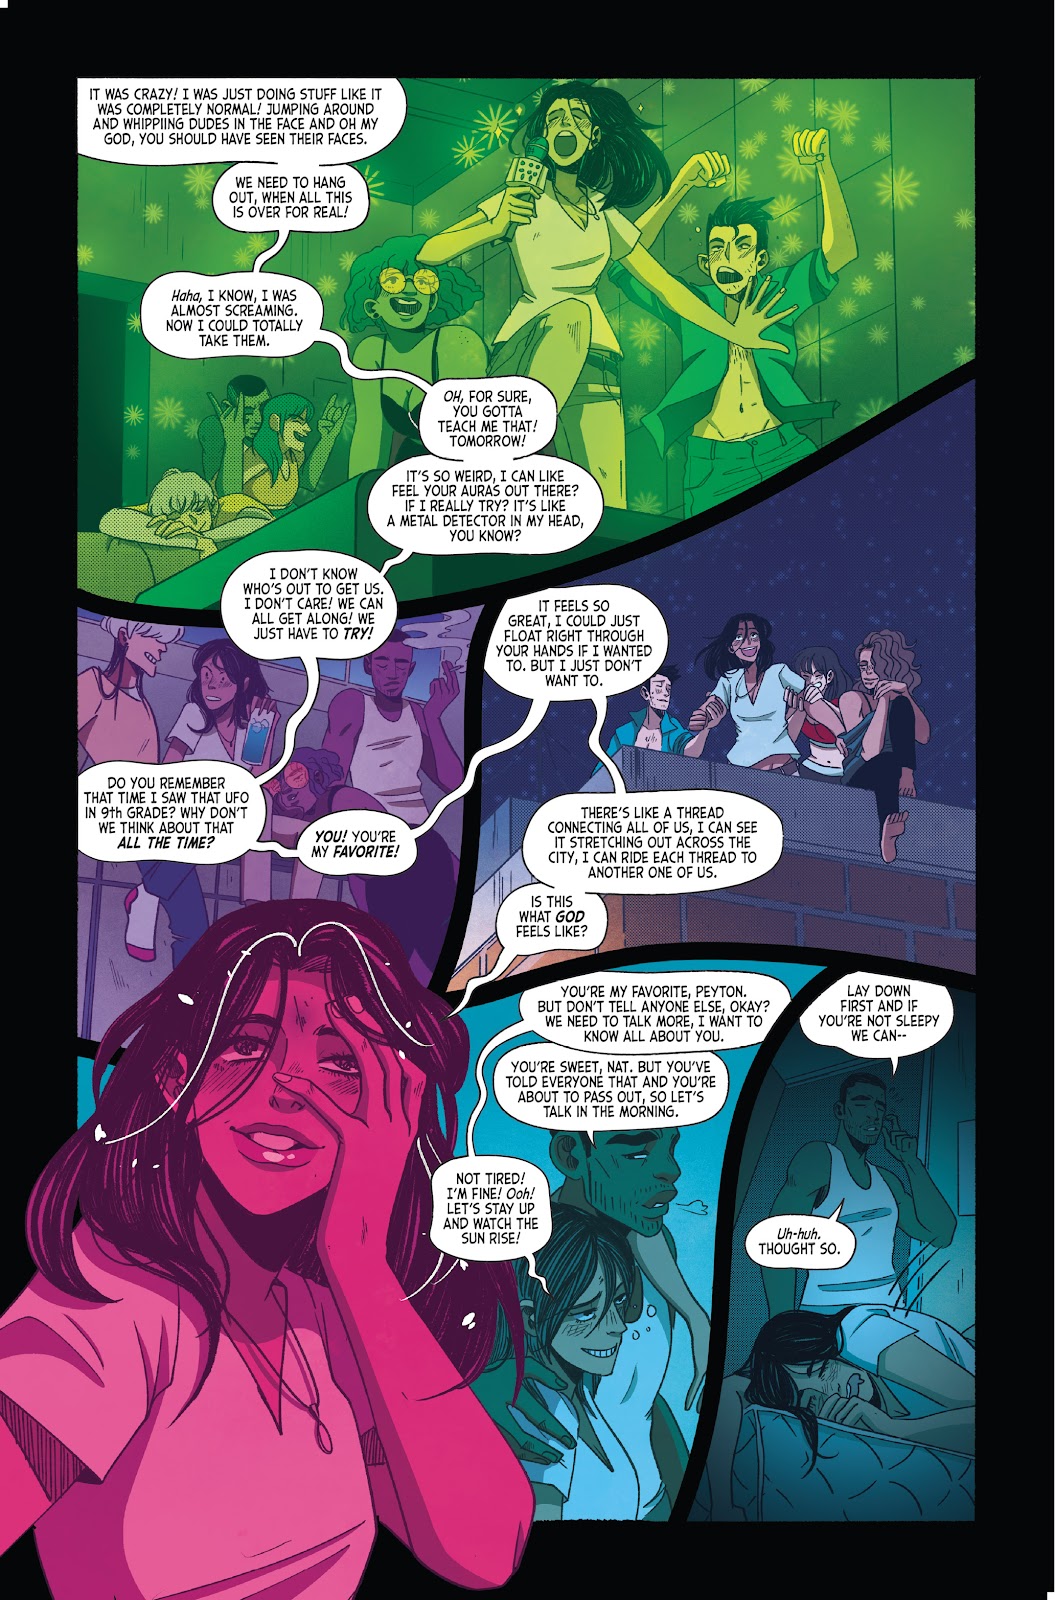 IT WAS CRAZY! I WAS JUST DOING STUFF LIKE IT
WAS COMPLETELY NORMAL! JUMPING AROUND
AND WHIPPIING DUDES IN THE FACE AND OH MY
GOD, YOU SHOULD HAVE SEEN THEIR FACES.
WE NEED TO HANG
OUT, WHEN ALL THIS
IS OVER FOR REAL!
Haha, I KNOW, I WAS
ALMOST SCREAMING.
NOW I COULD TOTALLY
TAKE THEM.
OH, FOR SURE,
YOU GOTTA
TEACH ME THAT!
TOMORROW!
IT'S SO WEIRD, I CAN LIKE
FEEL YOUR AURAS OUT THERE?
IF I REALLY TRY? IT'S LIKE
A METAL DETECTOR IN MY HEAD,
YOU KNOW?
I DON'T KNOW
WHO'S OUT TO GET US.
I DON'T CARE! WE CAN
ALL GET ALONG! WE
JUST HAVE TO TRY!
DO YOU REMEMBER
THAT TIME I SAW THAT UFO
IN 9th GRADE? WHY DON'T
WE THINK ABOUT THAT
ALL THE TIME?
YOU! YOU'RE
MY FAVORITE!
IT FEELS SO
GREAT, I COULD JUST
FLOAT RIGHT THROUGH
YOUR HANDS IF I WANTED
TO. BUT I JUST DON'T
WANT TO.
THERE'S LIKE A THREAD
CONNECTING ALL OF US, I CAN SEE
IT STRETCHING OUT ACROSS THE
CITY, I CAN RIDE EACH THREAD TO
ANOTHER ONE OF US.
IS THIS
WHAT GOD
FEELS LIKE?
YOU'RE MY FAVORITE, PEYTON.
BUT DON'T TELL ANYONE ELSE, OKAY?
WE NEED TO TALK MORE, I WANT TO
KNOW ALL ABOUT YOU.
YOU'RE SWEET, NAT. BUT YOU'VE
TOLD EVERYONE THAT AND YOU'RE
ABOUT TO PASS OUT, SO LET'S
TALK IN THE MORNING.
NOT TIRED!
I'M FINE! Ooh!
LET'S STAY UP
AND WATCH THE
SUN RISE!
LAY DOWN
FIRST AND IF
YOU'RE NOT SLEEPY
WE CAN--
Uh-huh.
THOUGHT SO.